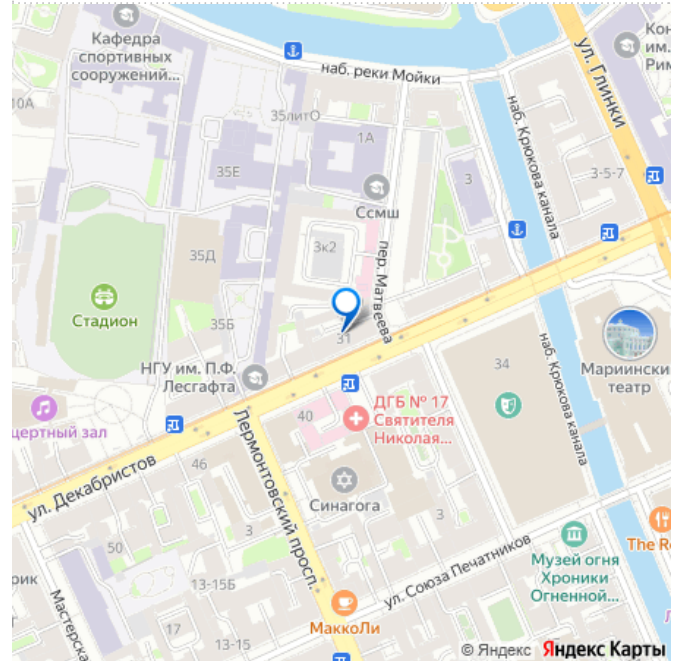 Кафедра
спортивных
сооружений...
наб. реки Мойки
ул. Глинки
Кон
им.
Рим
10А
35литО
1А
наб. Крюкова канала
35Е
Ссмш
3
3-5-7
3к2
пер. Матвеева
35Д
Стадион
35Б
31
НГУ им. П.Ф.
Лесгафта
34
наб. Крюкова канала
Мариински
театр
цертный зал
40
ДГБ № 17
Святителя
Николая...
ул. Декабристов
46
Лермонтовский просп.
Синагога
3
3
50
13-15Б
ул. Союза Печатников
Музей огня
Хроники
Огненной...
The R
рик
Мастерска
17
13-15
МаккоЛи
© Яндекс Яндекс Карты